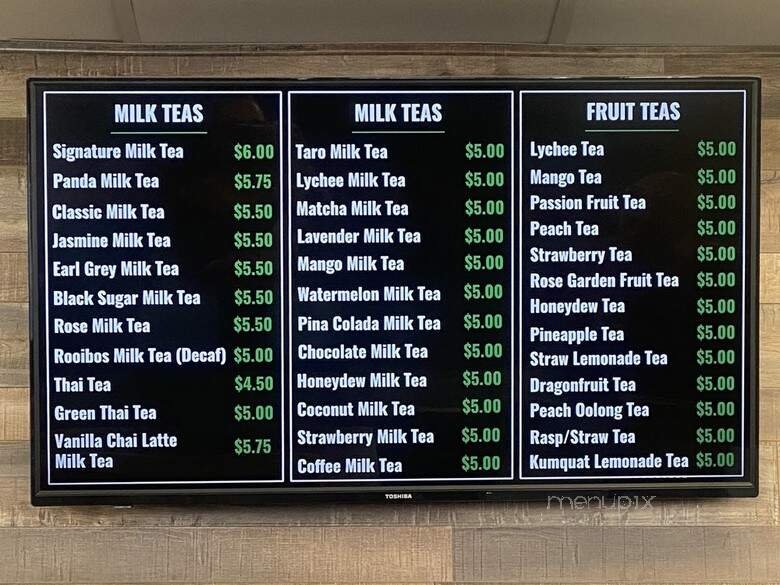 MILK TEAS
Signature Milk Tea $6.00
Panda Milk Tea $5.75
Classic Milk Tea $5.50
Jasmine Milk Tea $5.50
Earl Grey Milk Tea $5.50
Black Sugar Milk Tea $5.50
Rose Milk Tea $5.50
Rooibos Milk Tea (Decaf) $5.00
Thai Tea $4.50
Green Thai Tea $5.00
Vanilla Chai Latte
Milk Tea $5.75
MILK TEAS
Taro Milk Tea $5.00
Lychee Milk Tea $5.00
Matcha Milk Tea $5.00
Lavender Milk Tea $5.00
Mango Milk Tea $5.00
Watermelon Milk Tea $5.00
Pina Colada Milk Tea $5.00
Chocolate Milk Tea $5.00
Honeydew Milk Tea $5.00
Coconut Milk Tea $5.00
Strawberry Milk Tea $5.00
Coffee Milk Tea $5.00
FRUIT TEAS
Lychee Tea $5.00
Mango Tea $5.00
Passion Fruit Tea $5.00
Peach Tea $5.00
Strawberry Tea $5.00
Rose Garden Fruit Tea $5.00
Honeydew Tea $5.00
Pineapple Tea $5.00
Straw Lemonade Tea $5.00
Dragonfruit Tea $5.00
Peach Oolong Tea $5.00
Rasp/Straw Tea $5.00
Kumquat Lemonade Tea $5.00
TOSHIBA
menupix